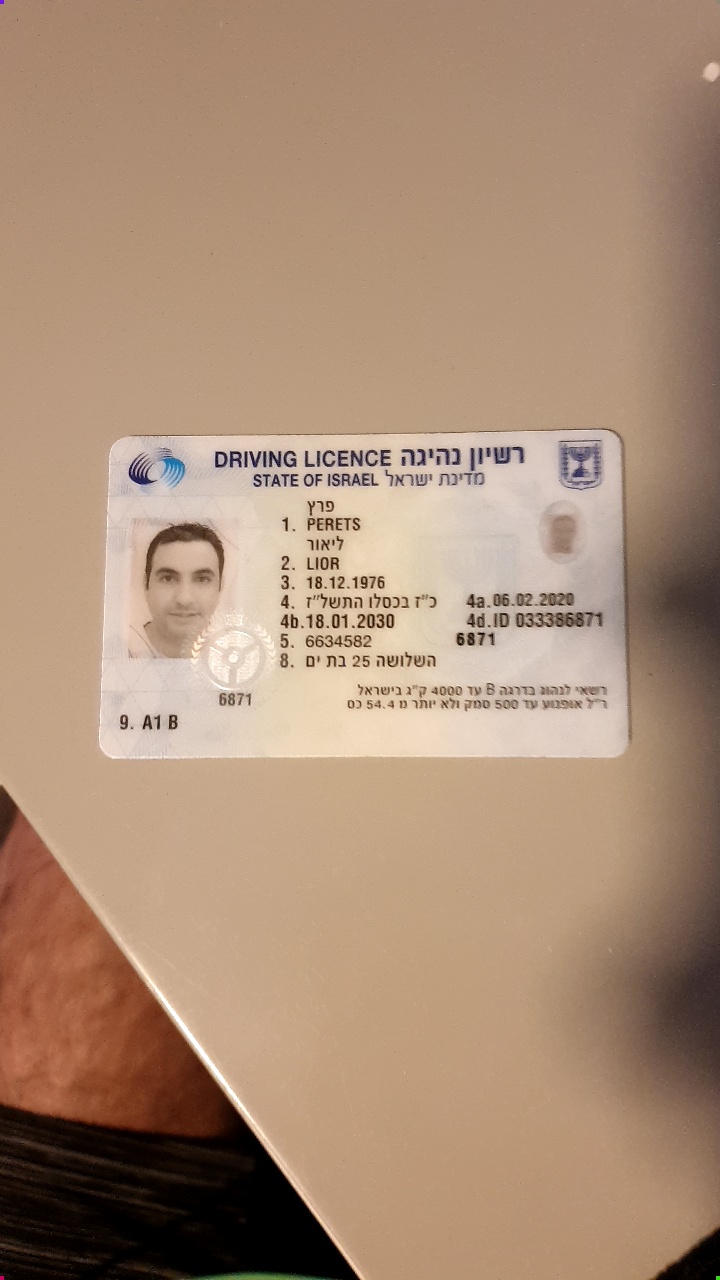 DRIVING LICENCE רשיון נהיגה
STATE OF ISRAEL מדינת ישראל
פרץ
1. PERETS
ליאור
2. LIOR
3. 18.12.1976
4. כ"ז בכסלו התשל"ז 4a.06.02.2020
4b.18.01.2030 4d.ID 033386871
5. 6634582 6871
8. השלושה 25 בת ים
רשאי לנהוג בדרגה B עד 4000 ק"ג בישראל
ר"ל אופנוע עד 500 סמק ולא יותר מ 54.4 כס
6871
9. A1 B